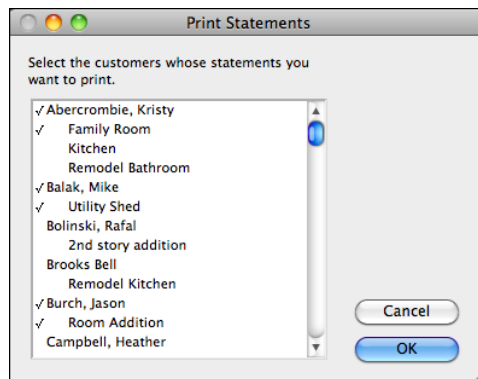 Print Statements
Select the customers whose statements you
want to print.
√ Abercrombie, Kristy
√ Family Room
Kitchen
Remodel Bathroom
√ Balak, Mike
√ Utility Shed
Bolinski, Rafal
2nd story addition
Brooks Bell
Remodel Kitchen
√ Burch, Jason
√ Room Addition
Campbell, Heather
Cancel
OK